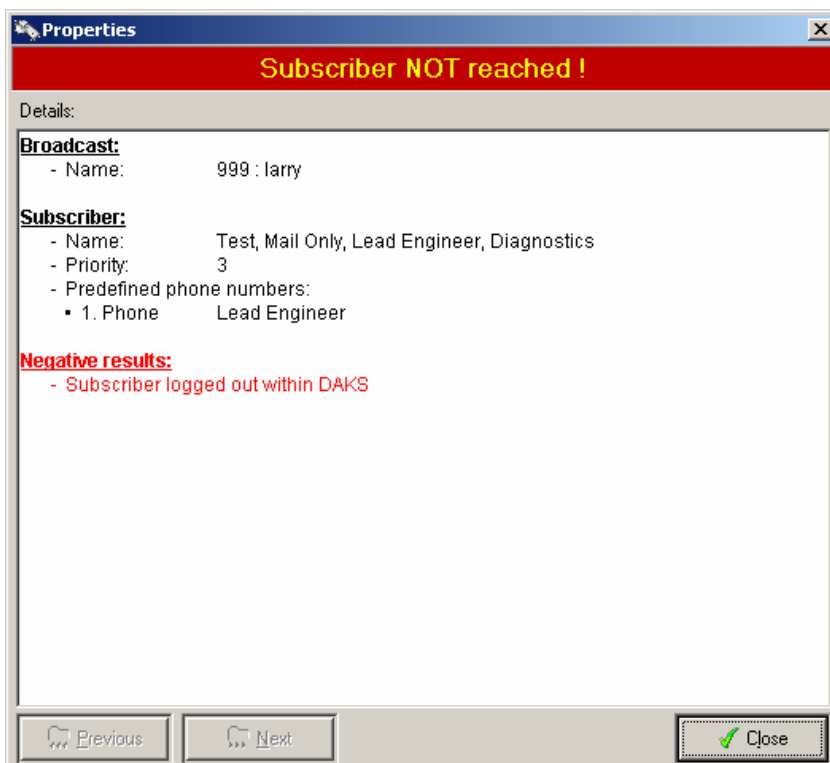 Properties
Subscriber NOT reached !
Details:
Broadcast:
- Name: 999 : larry
Subscriber:
- Name: Test, Mail Only, Lead Engineer, Diagnostics
- Priority: 3
- Predefined phone numbers:
▪ 1. Phone Lead Engineer
Negative results:
- Subscriber logged out within DAKS
Previous Next Close